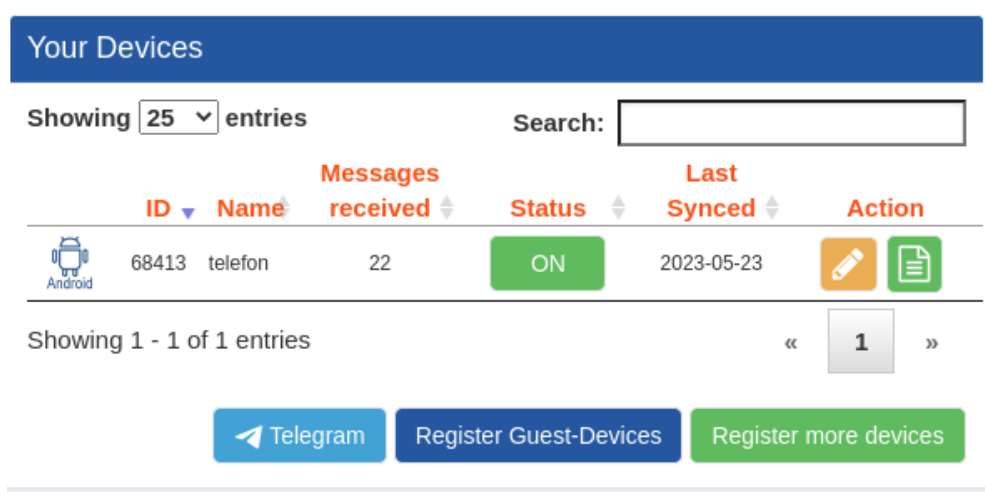 Your Devices
Showing 25 entries Search:
Messages Last
ID Name received Status Synced Action
Android 68413 telefon 22 ON 2023-05-23
Showing 1 - 1 of 1 entries « 1 »
Telegram Register Guest-Devices Register more devices